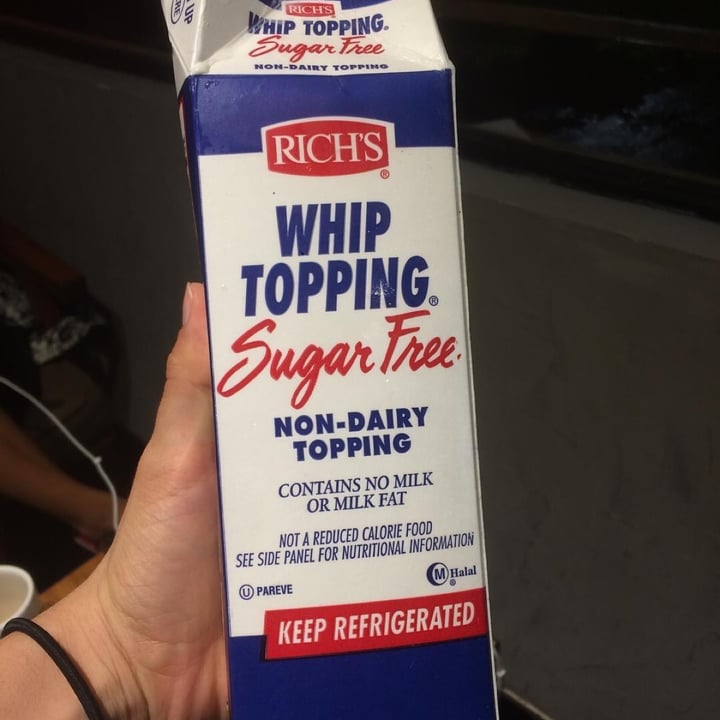 UP
RICH'S
WHIP TOPPING®
Sugar Free
NON-DAIRY TOPPING
RICH'S®
WHIP
TOPPING®
Sugar Free.
NON-DAIRY
TOPPING
CONTAINS NO MILK
OR MILK FAT
NOT A REDUCED CALORIE FOOD
SEE SIDE PANEL FOR NUTRITIONAL INFORMATION
U PAREVE
M Halal®
KEEP REFRIGERATED